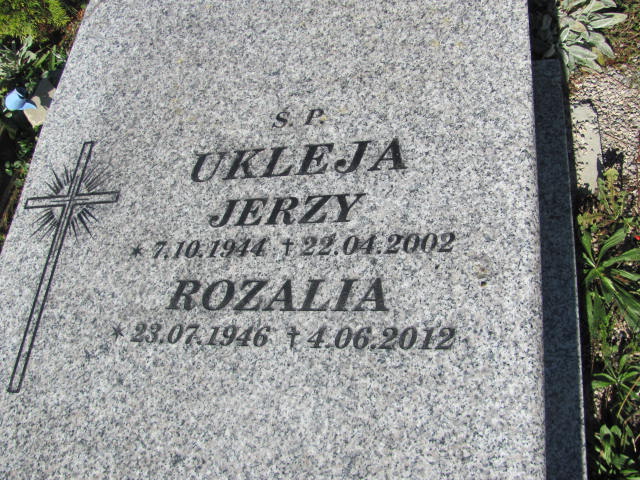 S. P.
UKLEJA
JERZY
* 7.10.1944 † 22.04.2002
ROZALIA
* 23.07.1946 † 4.06.2012